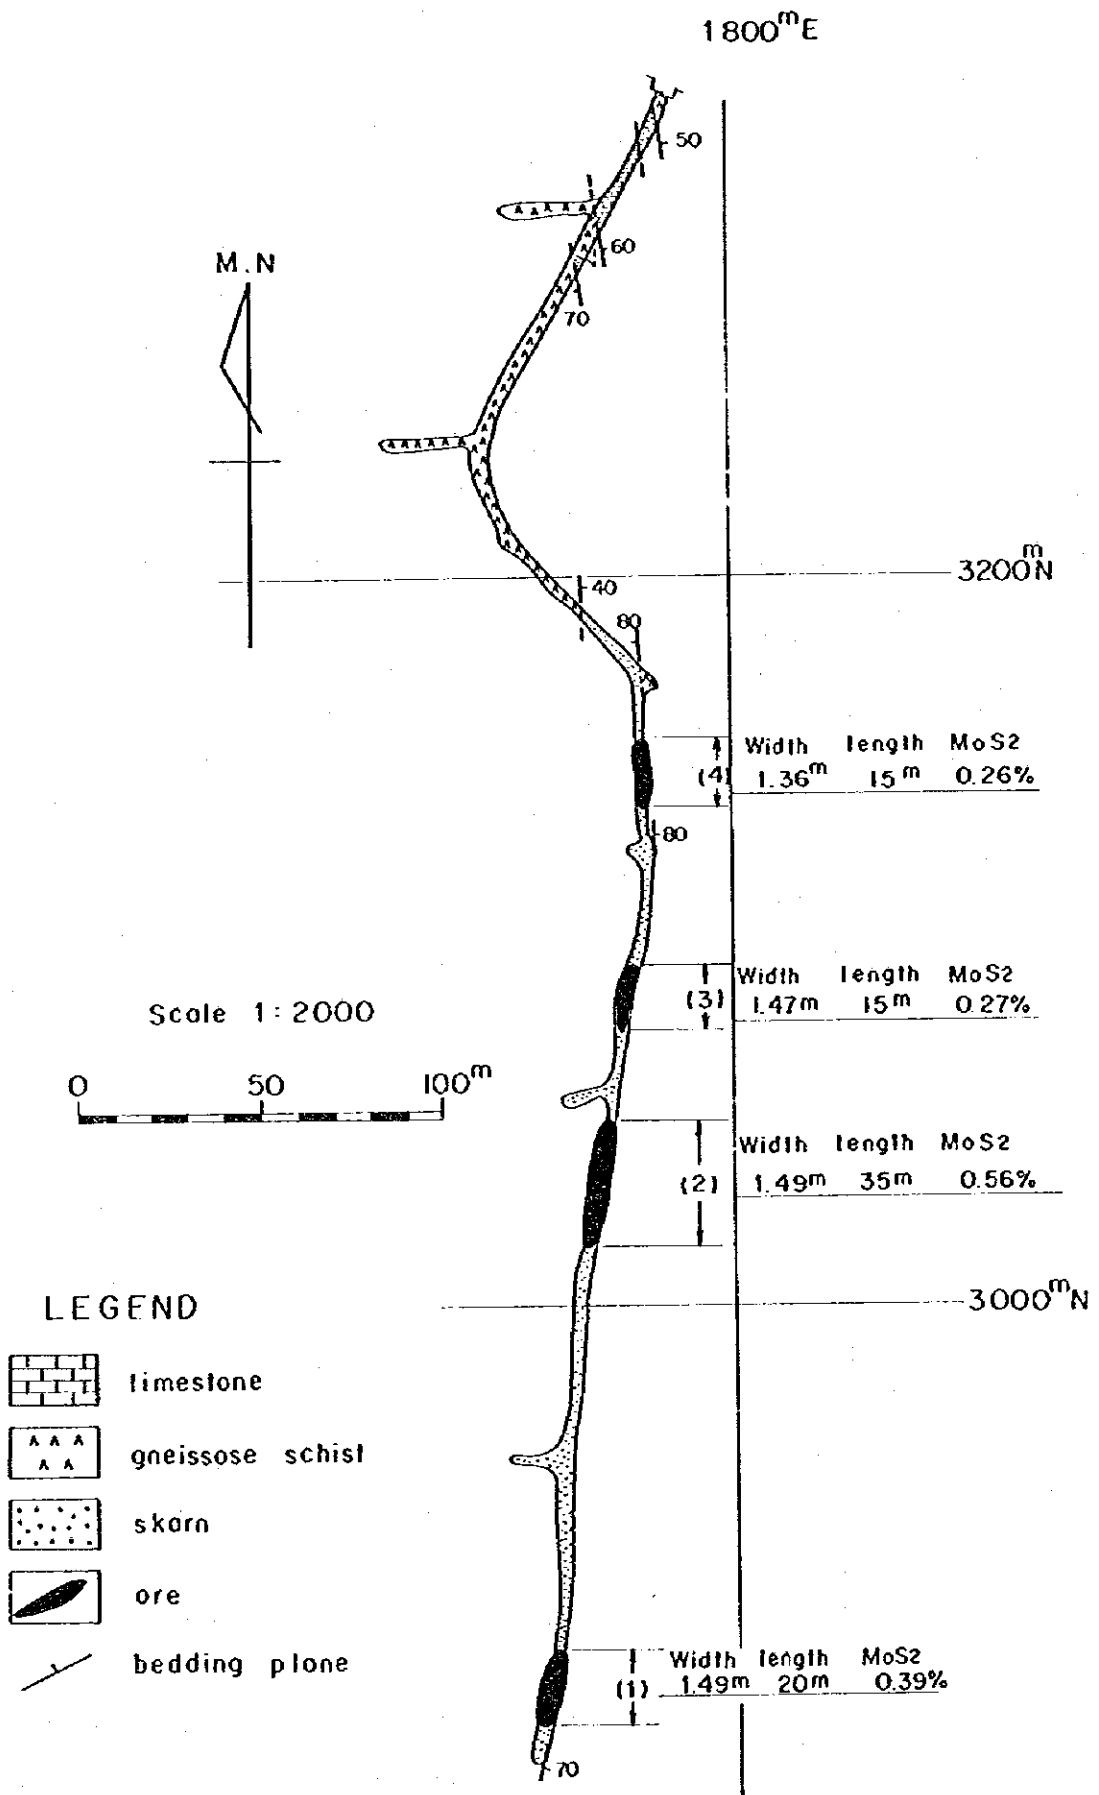 1800mE
50
60
M.N
70
3200mN
40
80
Width length MoS2
(4) 1.36m 15m 0.26%
80
Width length MoS2
(3) 1.47m 15m 0.27%
Scale 1:2000
0 50 100m
Width length MoS2
(2) 1.49m 35m 0.56%
3000mN
LEGEND
limestone
gneissose schist
skarn
ore
bedding plone
Width length MoS2
(1) 1.49m 20m 0.39%
70